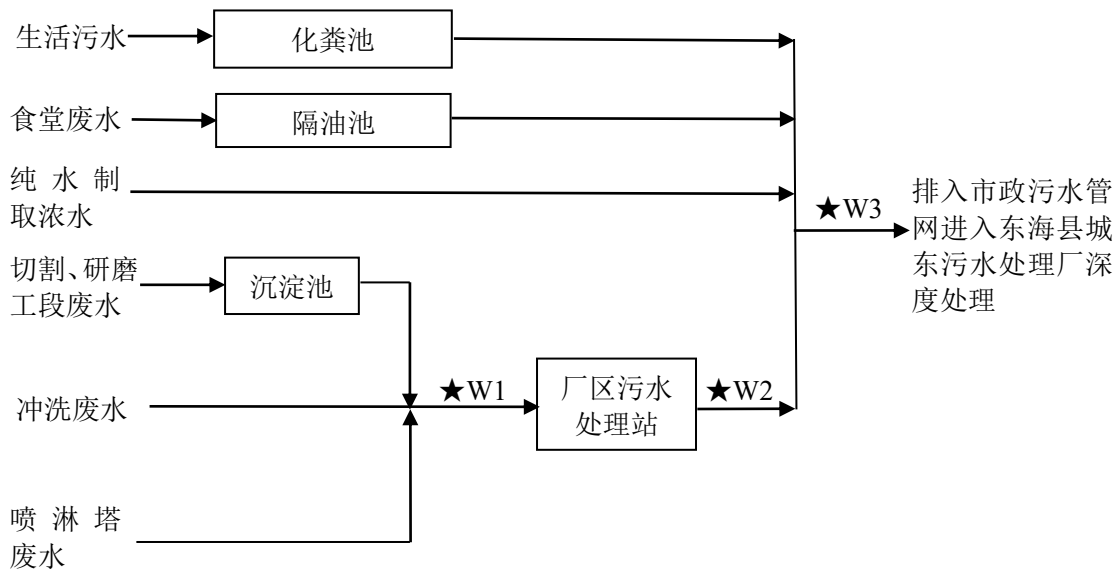 生活污水
化粪池
食堂废水
隔油池
纯水制
取浓水
★W3
排入市政污水管
网进入东海县城
东污水处理厂深
度处理
切割、研磨
工段废水
沉淀池
冲洗废水
★W1
厂区污水
处理站
★W2
喷淋塔
废水